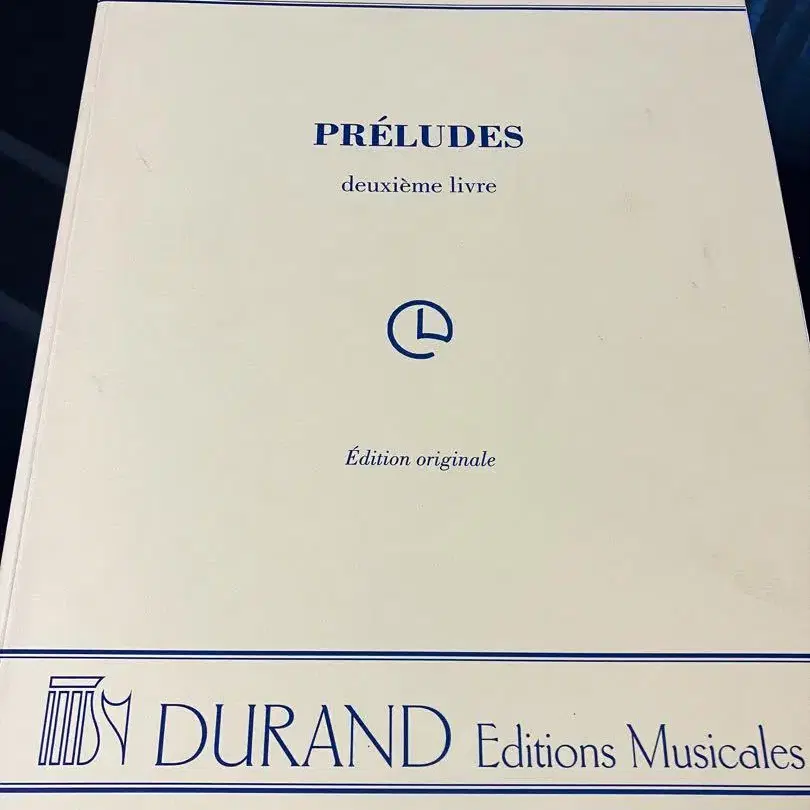 PRÉLUDES
deuxième livre
Édition originale
DURAND Editions Musicales